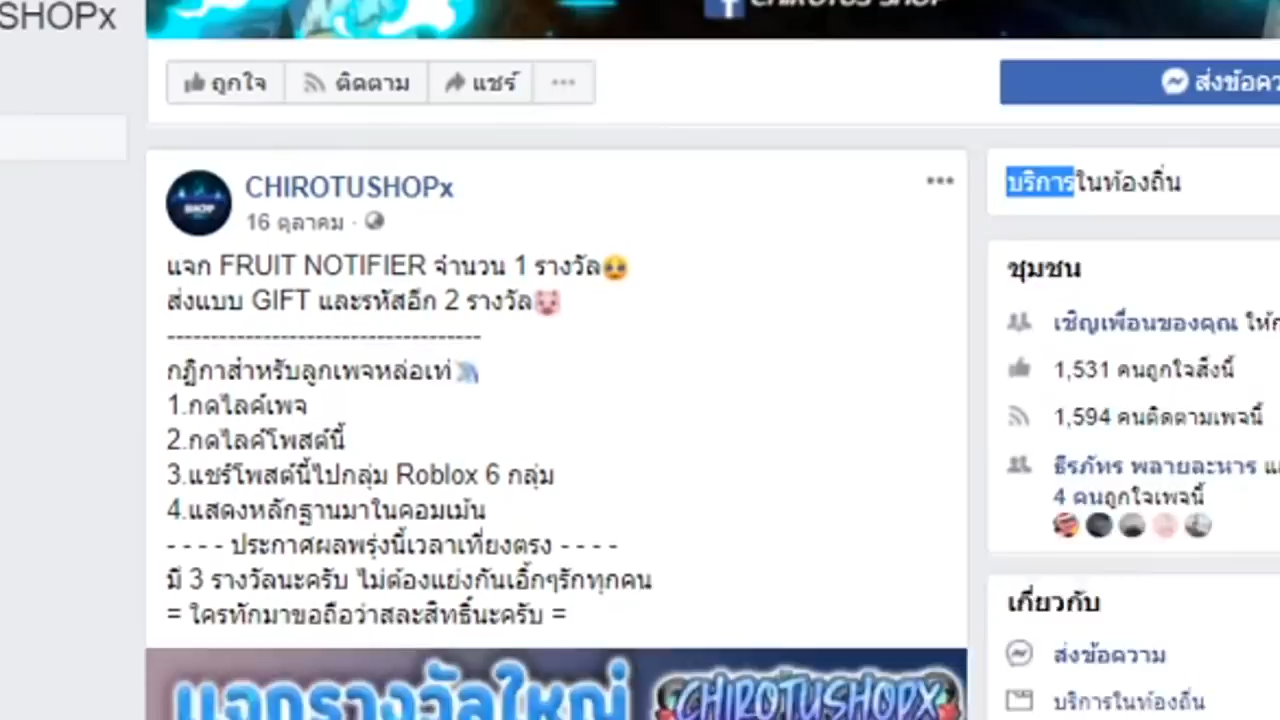 SHOPx
CHIROTUS SHOP
ถูกใจ
ติดตาม
แชร์
CHIROTUSHOPx
16 ตุลาคม
แจก FRUIT NOTIFIER จำนวน 1 รางวัล🥺
ส่งแบบ GIFT และรหัสอีก 2 รางวัล🐷
------------------------------------
กฏิกาสำหรับลูกเพจหล่อเท่
1.กดไลค์เพจ
2.กดไลค์โพสต์นี้
3.แชร์โพสต์นี้ไปกลุ่ม Roblox 6 กลุ่ม
4.แสดงหลักฐานมาในคอมเม้น
- - - - ประกาศผลพรุ่งนี้เวลาเที่ยงตรง - - - -
มี 3 รางวัลนะครับ ไม่ต้องแย่งกันเอิ้กๆรักทุกคน
= ใครทักมาขอถือว่าสละสิทธิ์นะครับ =
แจกรางวัลใหญ่
CHIROTUSHOPX
ส่งข้อคว
บริการในท้องถิ่น
ชุมชน
เชิญเพื่อนของคุณ ให้ก
1,531 คนถูกใจสิ่งนี้
1,594 คนติดตามเพจนี้
ธีรภัทร พลายละหาร แ
4 คนถูกใจเพจนี้
เกี่ยวกับ
ส่งข้อความ
บริการในท้องถิ่น